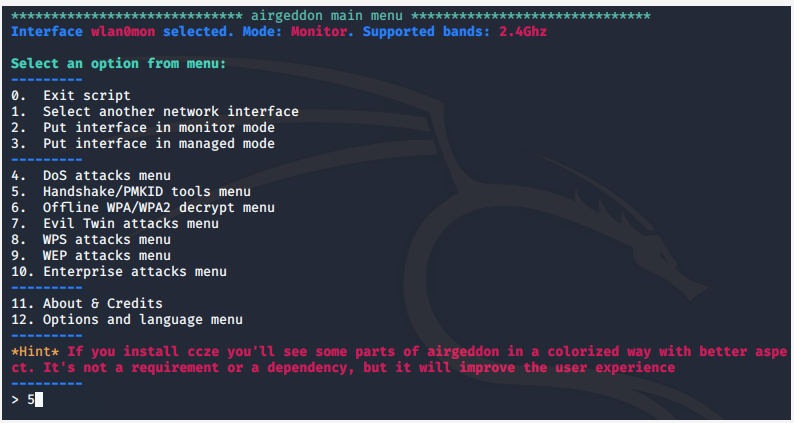 ***************************** airgeddon main menu ******************************
Interface wlan0mon selected. Mode: Monitor. Supported bands: 2.4Ghz
Select an option from menu:
---------
0.  Exit script
1.  Select another network interface
2.  Put interface in monitor mode
3.  Put interface in managed mode
---------
4.  DoS attacks menu
5.  Handshake/PMKID tools menu
6.  Offline WPA/WPA2 decrypt menu
7.  Evil Twin attacks menu
8.  WPS attacks menu
9.  WEP attacks menu
10. Enterprise attacks menu
---------
11. About & Credits
12. Options and language menu
---------
*Hint* If you install ccze you'll see some parts of airgeddon in a colorized way with better aspe
ct. It's not a requirement or a dependency, but it will improve the user experience
---------
> 5